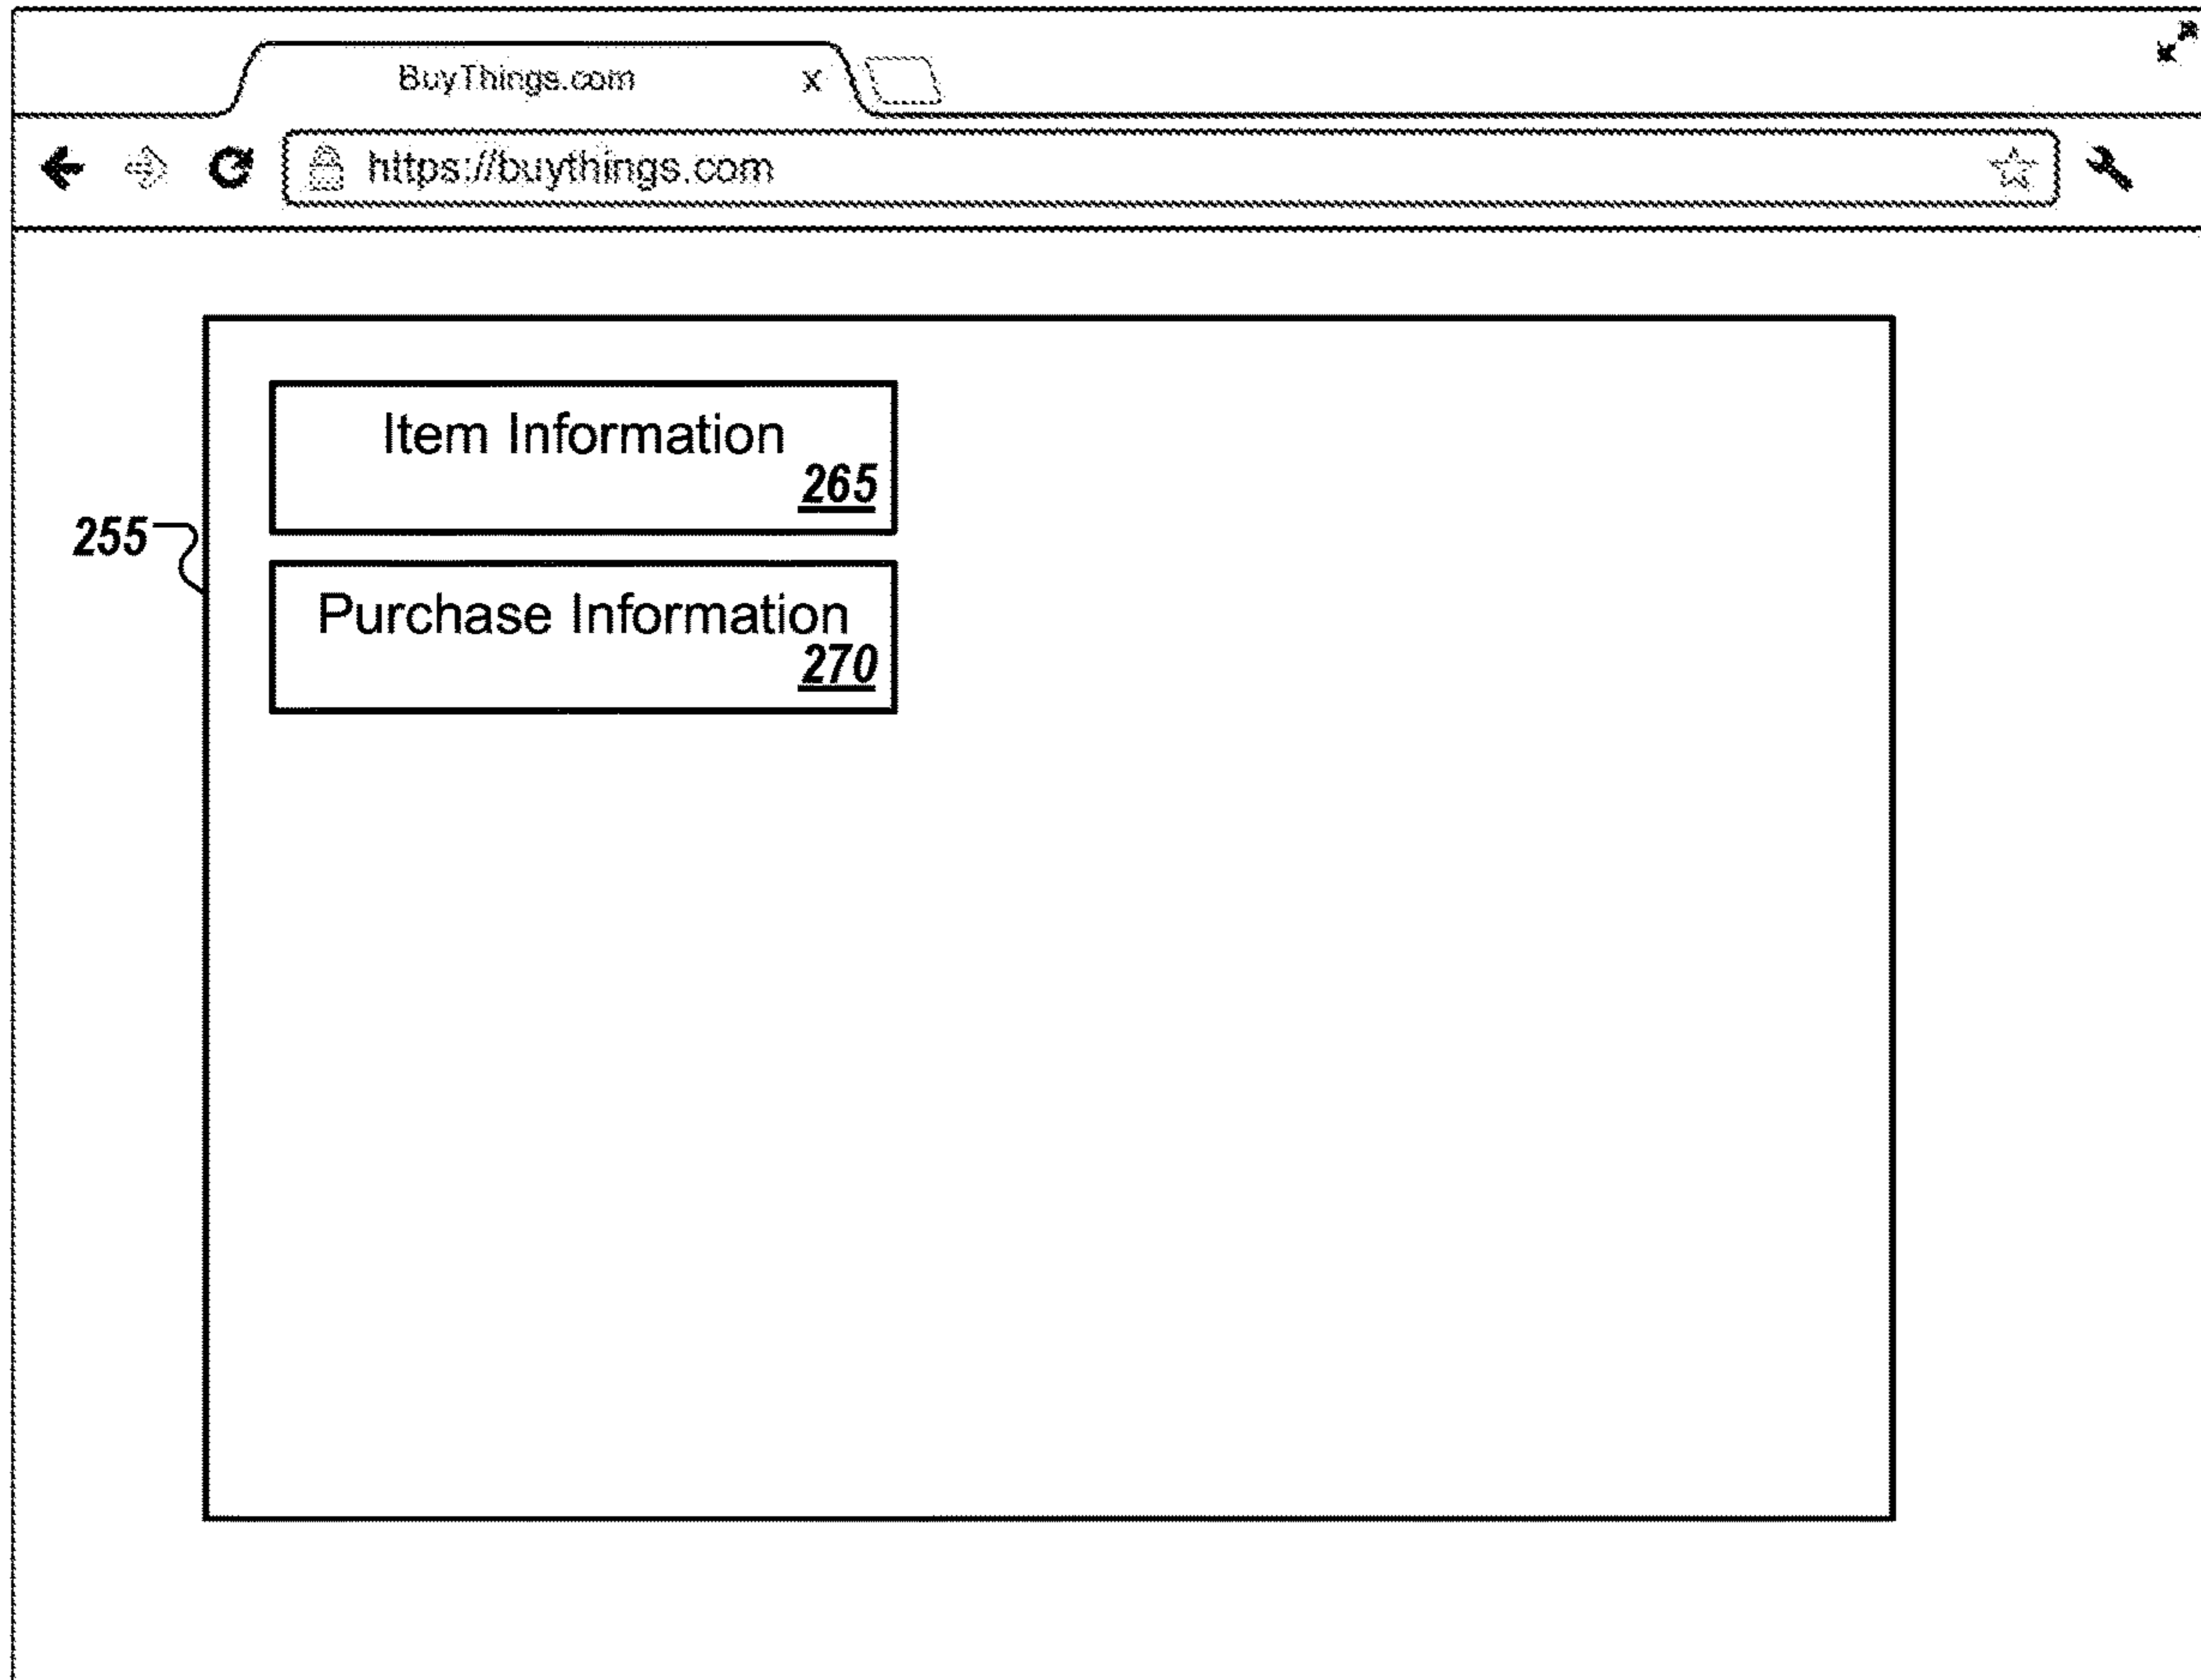 BuyThings.com x
https://buythings.com
Item Information
265
255
Purchase Information
270